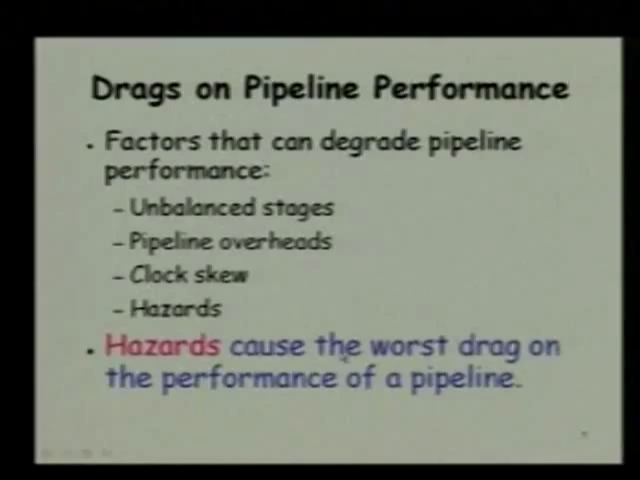 Drags on Pipeline Performance
• Factors that can degrade pipeline
performance:
– Unbalanced stages
– Pipeline overheads
– Clock skew
– Hazards
• Hazards cause the worst drag on
the performance of a pipeline.